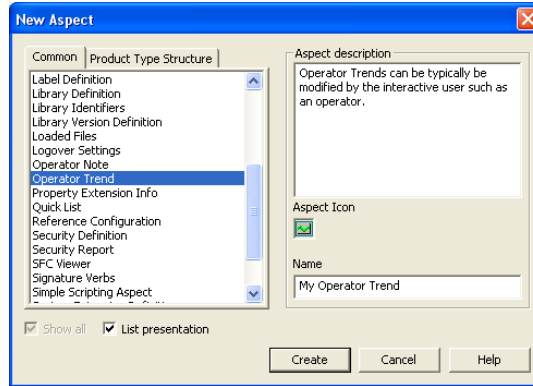 New Aspect
Common
Product Type Structure
Label Definition
Library Definition
Library Identifiers
Library Version Definition
Loaded Files
Logover Settings
Operator Note
Operator Trend
Property Extension Info
Quick List
Reference Configuration
Security Definition
Security Report
SFC Viewer
Signature Verbs
Simple Scripting Aspect
Aspect description
Operator Trends can be typically be
modified by the interactive user such as
an operator.
Aspect Icon
Name
My Operator Trend
Show all
List presentation
Create
Cancel
Help